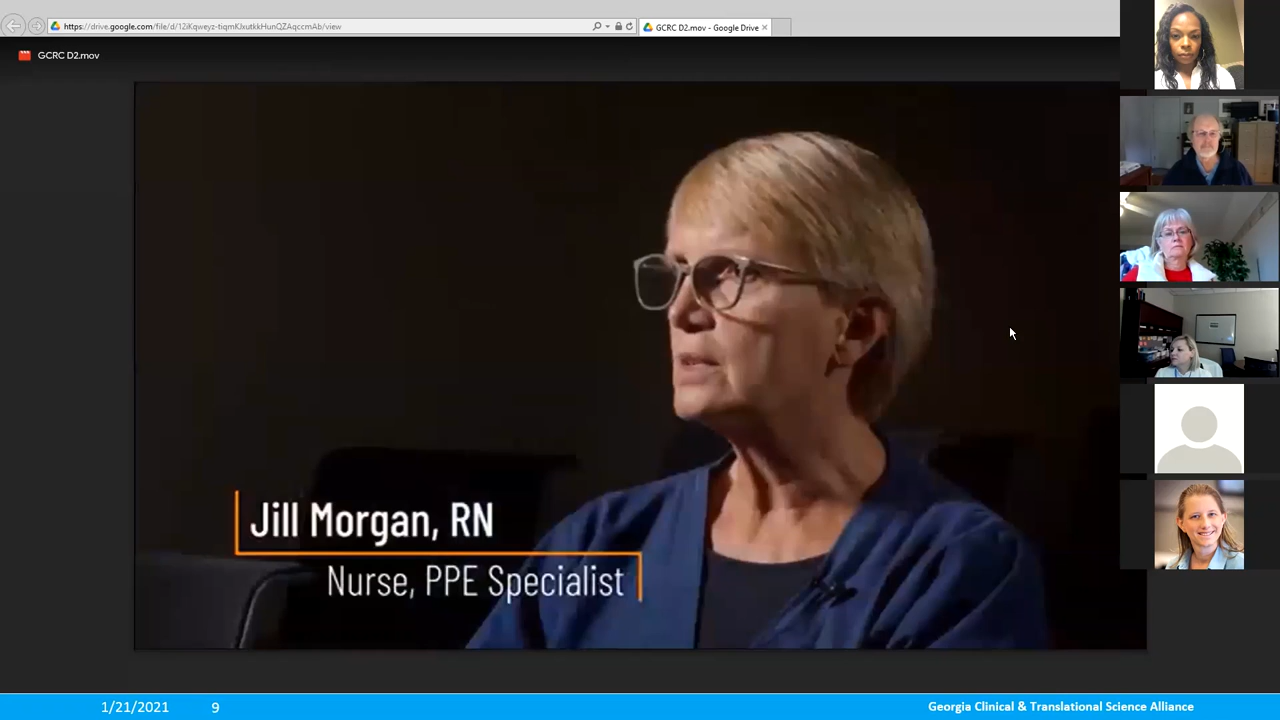 https://drive.google.com/file/d/12iKqweyz-tiqmKJxutkkHunQZAqccmAb/view
GCRC D2.mov - Google Drive
GCRC D2.mov
Jill Morgan, RN
Nurse, PPE Specialist
1/21/2021 9 Georgia Clinical & Translational Science Alliance